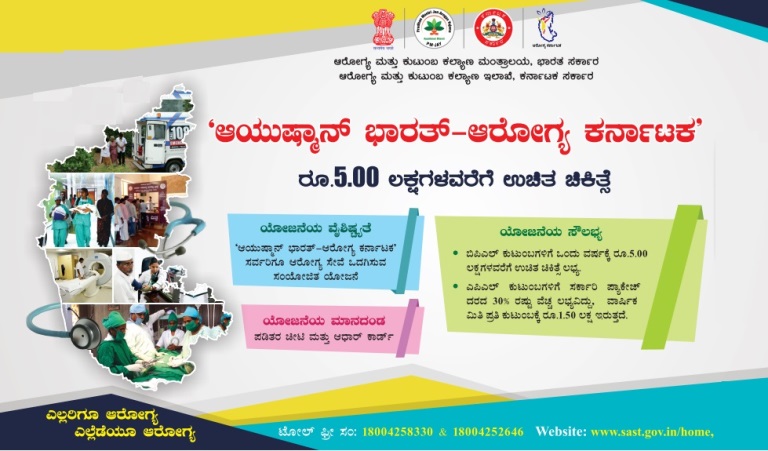 ಆರೋಗ್ಯ ಮತ್ತು ಕುಟುಂಬ ಕಲ್ಯಾಣ ಮಂತ್ರಾಲಯ, ಭಾರತ ಸರ್ಕಾರ
ಆರೋಗ್ಯ ಮತ್ತು ಕುಟುಂಬ ಕಲ್ಯಾಣ ಇಲಾಖೆ, ಕರ್ನಾಟಕ ಸರ್ಕಾರ
‘ಆಯುಷ್ಮಾನ್ ಭಾರತ್-ಆರೋಗ್ಯ ಕರ್ನಾಟಕ’
ರೂ.5.00 ಲಕ್ಷಗಳವರೆಗೆ ಉಚಿತ ಚಿಕಿತ್ಸೆ
ಯೋಜನೆಯ ವೈಶಿಷ್ಟ್ಯತೆ
‘ಆಯುಷ್ಮಾನ್ ಭಾರತ್-ಆರೋಗ್ಯ ಕರ್ನಾಟಕ’
ಸರ್ವರಿಗೂ ಆರೋಗ್ಯ ಸೇವೆ ಒದಗಿಸುವ
ಸಂಯೋಜಿತ ಯೋಜನೆ
ಯೋಜನೆಯ ಮಾನದಂಡ
ಪಡಿತರ ಚೀಟಿ ಮತ್ತು ಆಧಾರ್ ಕಾರ್ಡ್
ಯೋಜನೆಯ ಸೌಲಭ್ಯ
• ಬಿಪಿಎಲ್ ಕುಟುಂಬಗಳಿಗೆ ಒಂದು ವರ್ಷಕ್ಕೆ ರೂ.5.00
ಲಕ್ಷಗಳವರೆಗೆ ಉಚಿತ ಚಿಕಿತ್ಸೆ ಲಭ್ಯ.
• ಎಪಿಎಲ್ ಕುಟುಂಬಗಳಿಗೆ ಸರ್ಕಾರಿ ಪ್ಯಾಕೇಜ್
ದರದ 30% ರಷ್ಟು ವೆಚ್ಚ ಲಭ್ಯವಿದ್ದು, ವಾರ್ಷಿಕ
ಮಿತಿ ಪ್ರತಿ ಕುಟುಂಬಕ್ಕೆ ರೂ.1.50 ಲಕ್ಷ ಇರುತ್ತದೆ.
ಎಲ್ಲರಿಗೂ ಆರೋಗ್ಯ
ಎಲ್ಲೆಡೆಯೂ ಆರೋಗ್ಯ
ಟೋಲ್ ಫ್ರೀ ಸಂ: 18004258330 & 18004252646 Website: www.sast.gov.in/home,